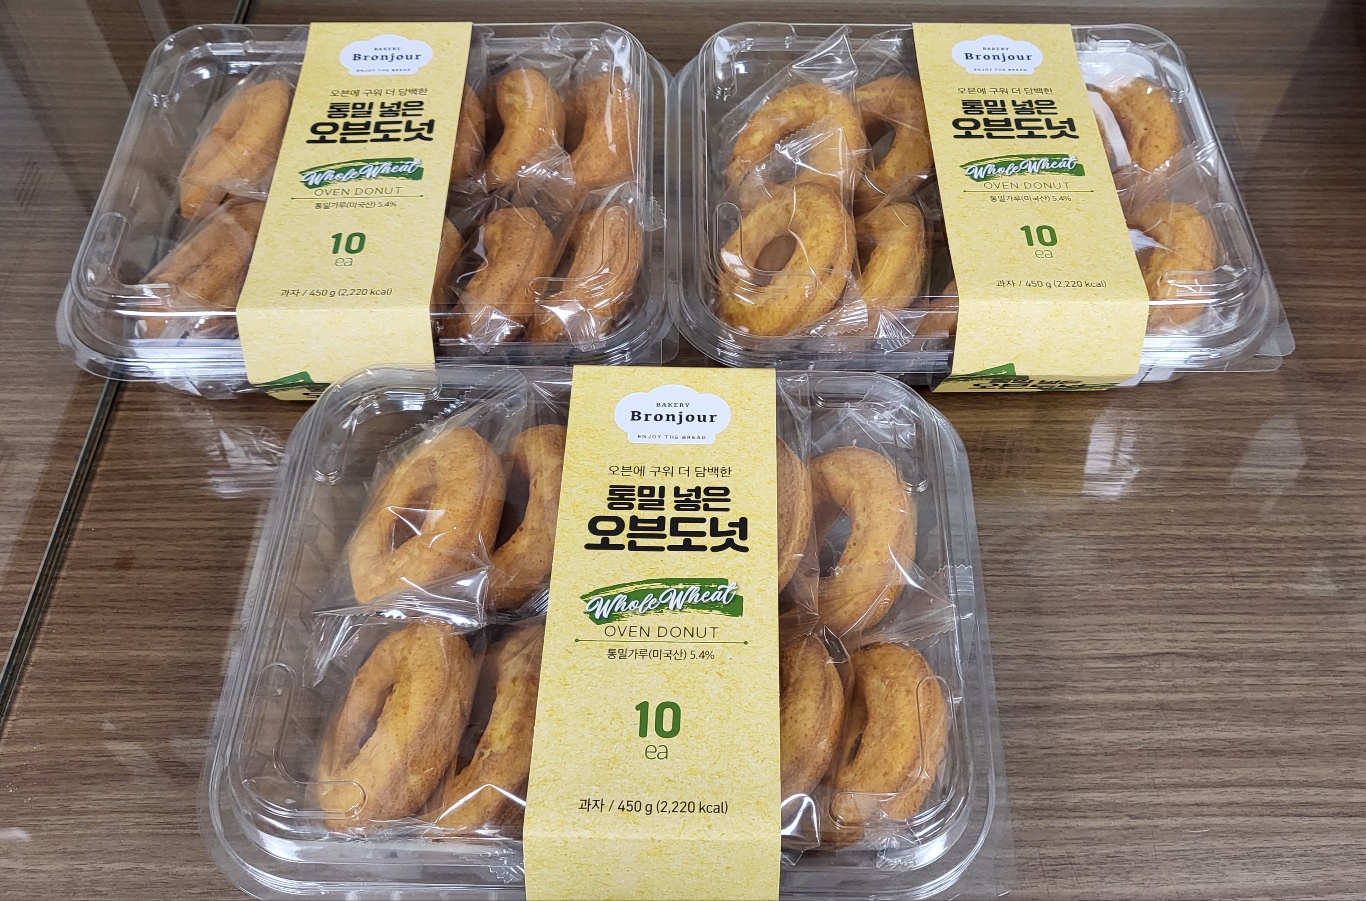 BAKERY
Bronjour
ENJOY THE BREAD
오븐에 구워 더 담백한
통밀 넣은
오븐도넛
Whole Wheat
OVEN DONUT
통밀가루(미국산) 5.4%
10
ea
과자 / 450 g (2,220 kcal)
BAKERY
Bronjour
ENJOY THE BREAD
오븐에 구워 더 담백한
통밀 넣은
오븐도넛
Whole Wheat
OVEN DONUT
통밀가루(미국산) 5.4%
10
ea
과자 / 450 g (2,220 kcal)
BAKERY
Bronjour
ENJOY THE BREAD
오븐에 구워 더 담백한
통밀 넣은
오븐도넛
Whole Wheat
OVEN DONUT
통밀가루(미국산) 5.4%
10
ea
과자 / 450 g (2,220 kcal)